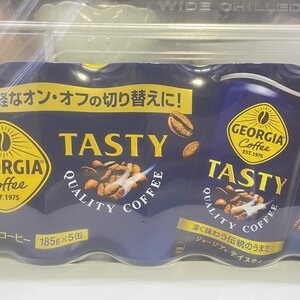 WIDE CHILLED
軽なオン・オフの切り替えに!
GEORGIA
Coffee
EST. 1975
TASTY
QUALITY COFFEE
コーヒー
185g×5缶
GEORGIA
Coffee
EST. 1975
TASTY
QUALITY COFFEE
深く味わう伝統のうまさ
ジョージア テイスティ